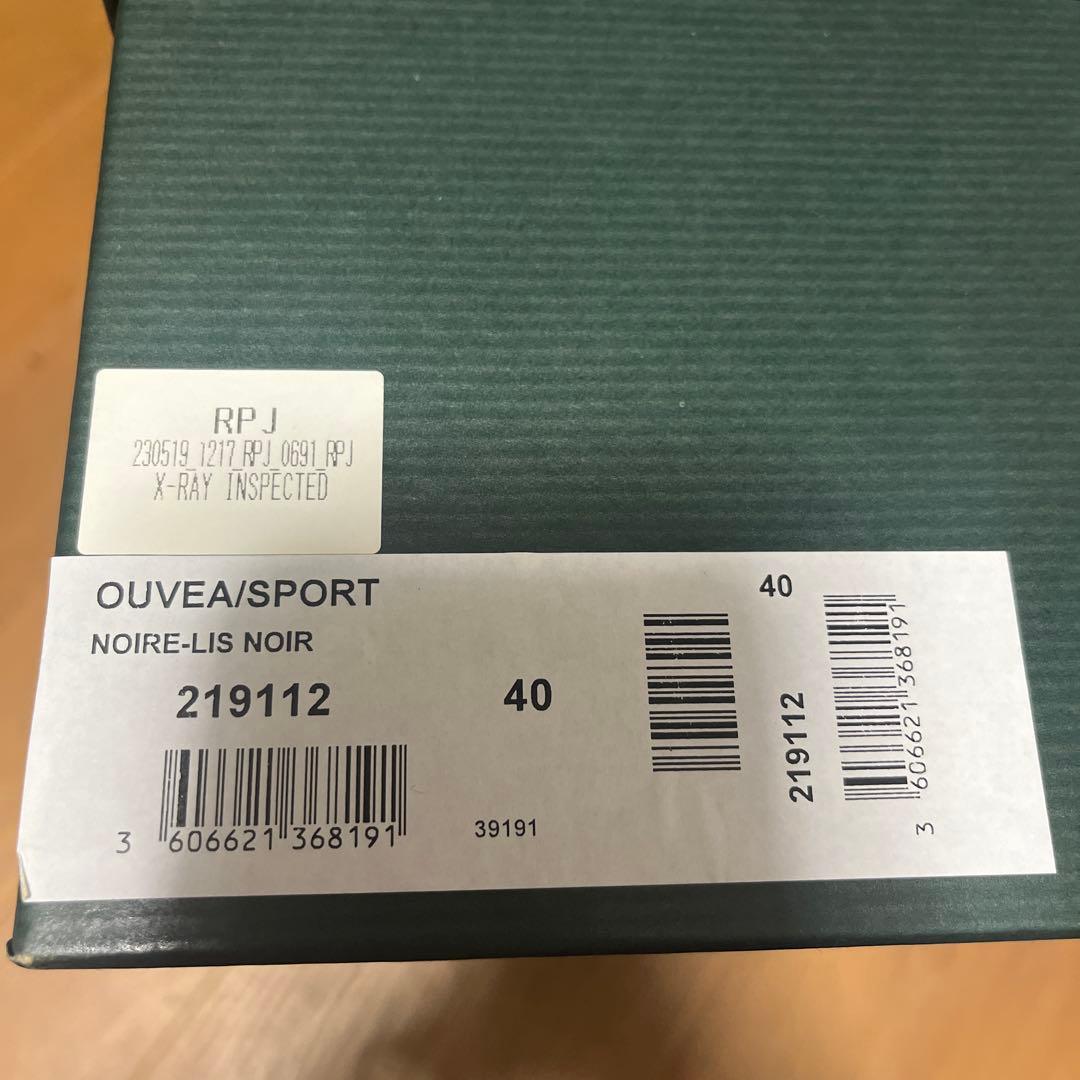 RPJ
230519_1217_RPJ_0691_RPJ
X-RAY INSPECTED
OUVEA/SPORT
NOIRE-LIS NOIR
219112 40
3 606621 368191
39191
40
219112
3 606621 368191